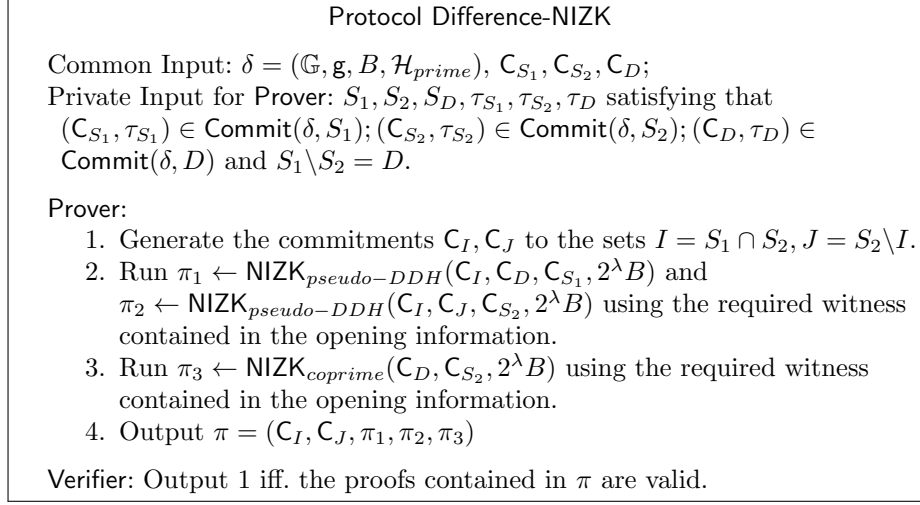 Protocol Difference-NIZK
Common Input: δ = (𝔾, g, B, ℋ_{prime}), C_{S_1}, C_{S_2}, C_D;
Private Input for Prover: S_1, S_2, S_D, τ_{S_1}, τ_{S_2}, τ_D satisfying that
(C_{S_1}, τ_{S_1}) ∈ Commit(δ, S_1); (C_{S_2}, τ_{S_2}) ∈ Commit(δ, S_2); (C_D, τ_D) ∈
Commit(δ, D) and S_1\S_2 = D.
Prover:
1. Generate the commitments C_I, C_J to the sets I = S_1 ∩ S_2, J = S_2\I.
2. Run π_1 ← NIZK_{pseudo−DDH}(C_I, C_D, C_{S_1}, 2^λ B) and
π_2 ← NIZK_{pseudo−DDH}(C_I, C_J, C_{S_2}, 2^λ B) using the required witness
contained in the opening information.
3. Run π_3 ← NIZK_{coprime}(C_D, C_{S_2}, 2^λ B) using the required witness
contained in the opening information.
4. Output π = (C_I, C_J, π_1, π_2, π_3)
Verifier: Output 1 iff. the proofs contained in π are valid.